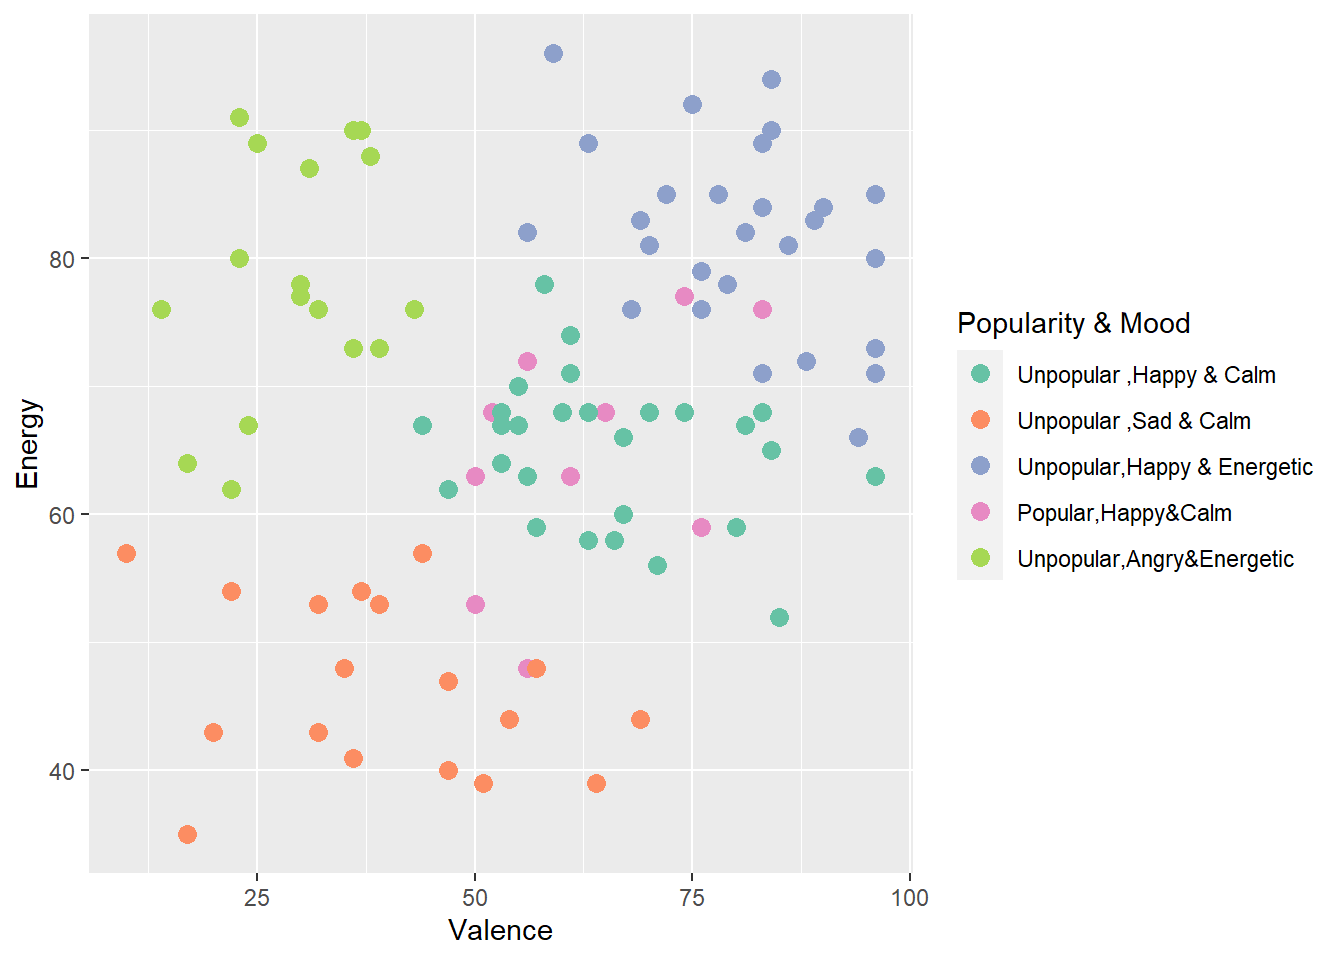 Energy
80
60
40
25
50
75
100
Valence
Popularity & Mood
Unpopular ,Happy & Calm
Unpopular ,Sad & Calm
Unpopular,Happy & Energetic
Popular,Happy&Calm
Unpopular,Angry&Energetic